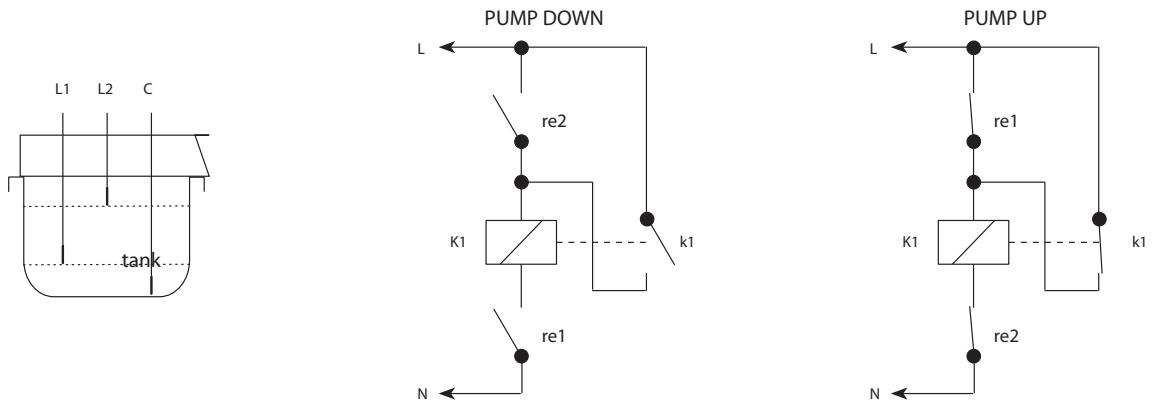 PUMP DOWN
PUMP UP
L1 L2 C
tank
L
re2
K1
k1
re1
N
L
re1
K1
k1
re2
N